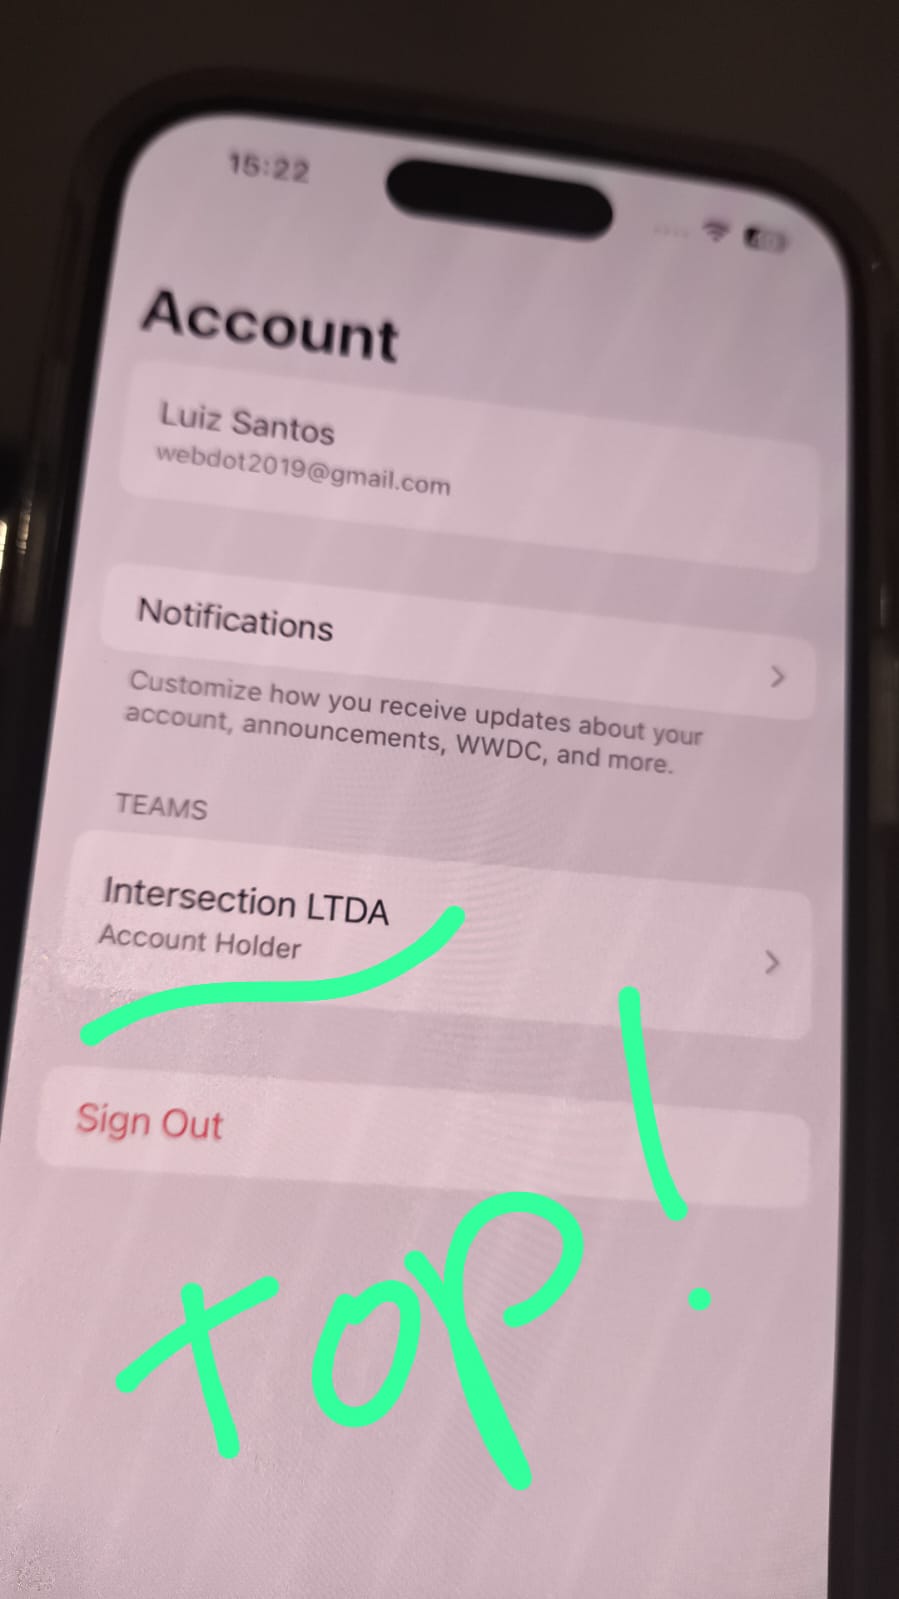 15:22
Account
Luiz Santos
webdot2019@gmail.com
Notifications
Customize how you receive updates about your
account, announcements, WWDC, and more.
TEAMS
Intersection LTDA
Account Holder
Sign Out
TOP!